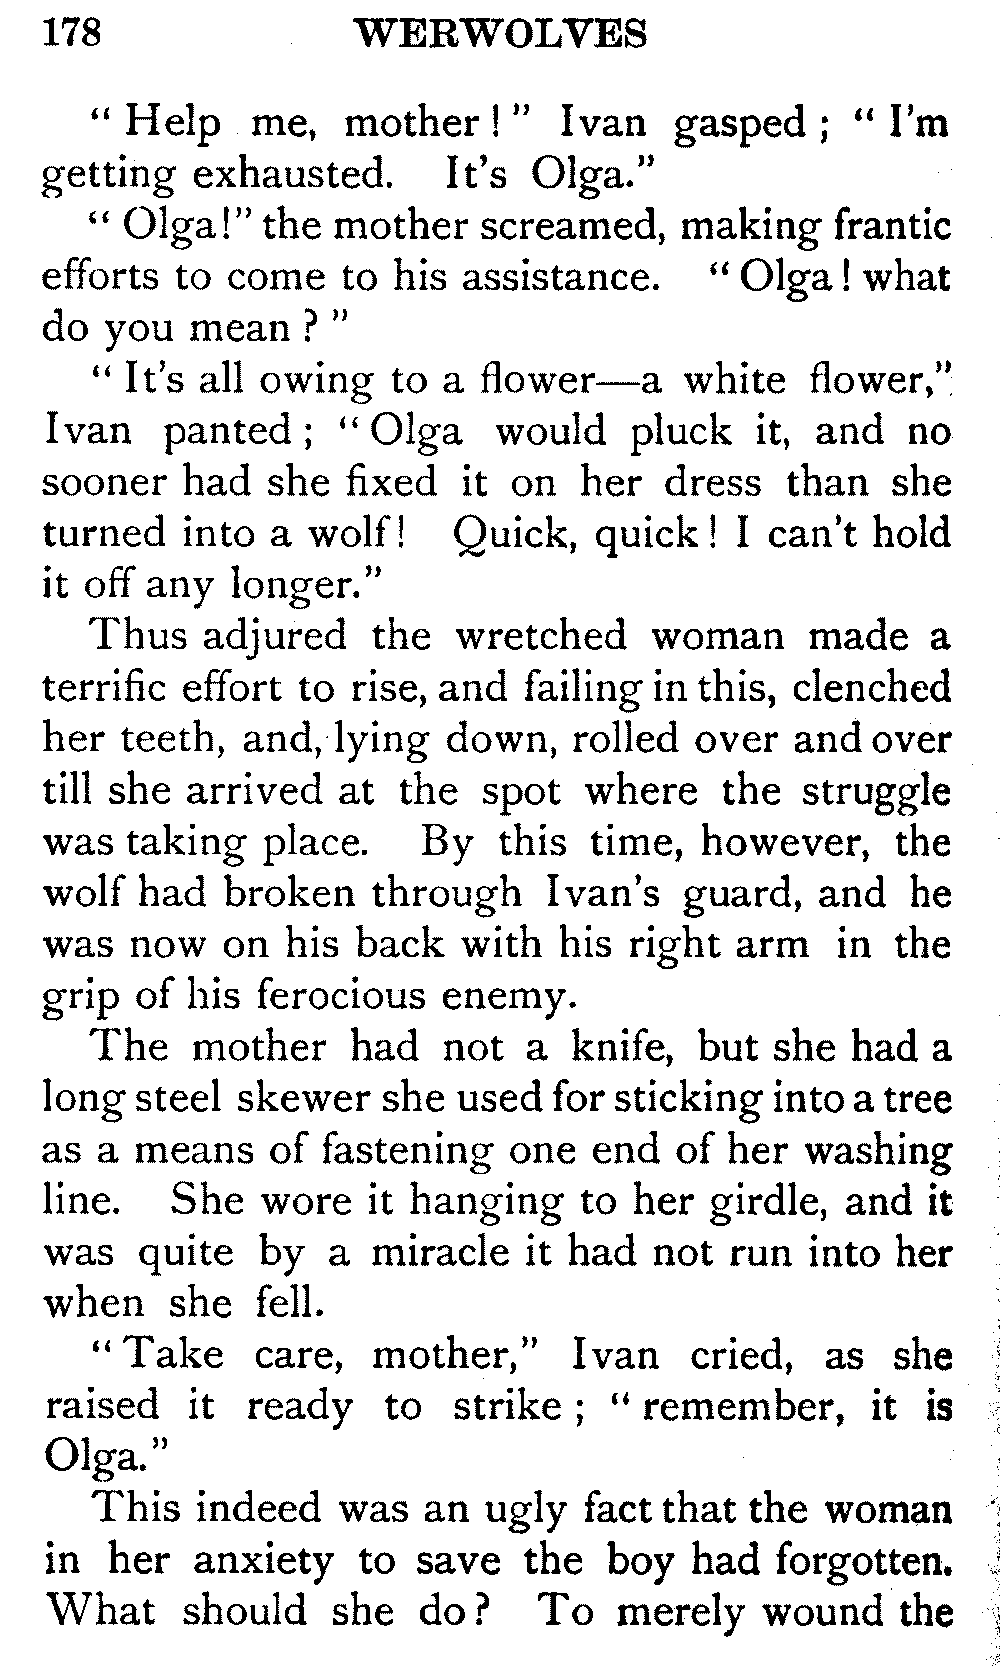 178 WERWOLVES
“ Help me, mother ! ” Ivan gasped ; “ I'm
getting exhausted. It's Olga.”
“ Olga!” the mother screamed, making frantic
efforts to come to his assistance. “ Olga ! what
do you mean ? ”
“ It's all owing to a flower—a white flower,”
Ivan panted ; “ Olga would pluck it, and no
sooner had she fixed it on her dress than she
turned into a wolf ! Quick, quick ! I can't hold
it off any longer.”
Thus adjured the wretched woman made a
terrific effort to rise, and failing in this, clenched
her teeth, and, lying down, rolled over and over
till she arrived at the spot where the struggle
was taking place. By this time, however, the
wolf had broken through Ivan's guard, and he
was now on his back with his right arm in the
grip of his ferocious enemy.
The mother had not a knife, but she had a
long steel skewer she used for sticking into a tree
as a means of fastening one end of her washing
line. She wore it hanging to her girdle, and it
was quite by a miracle it had not run into her
when she fell.
“ Take care, mother,” Ivan cried, as she
raised it ready to strike ; “ remember, it is
Olga.”
This indeed was an ugly fact that the woman
in her anxiety to save the boy had forgotten.
What should she do ? To merely wound the